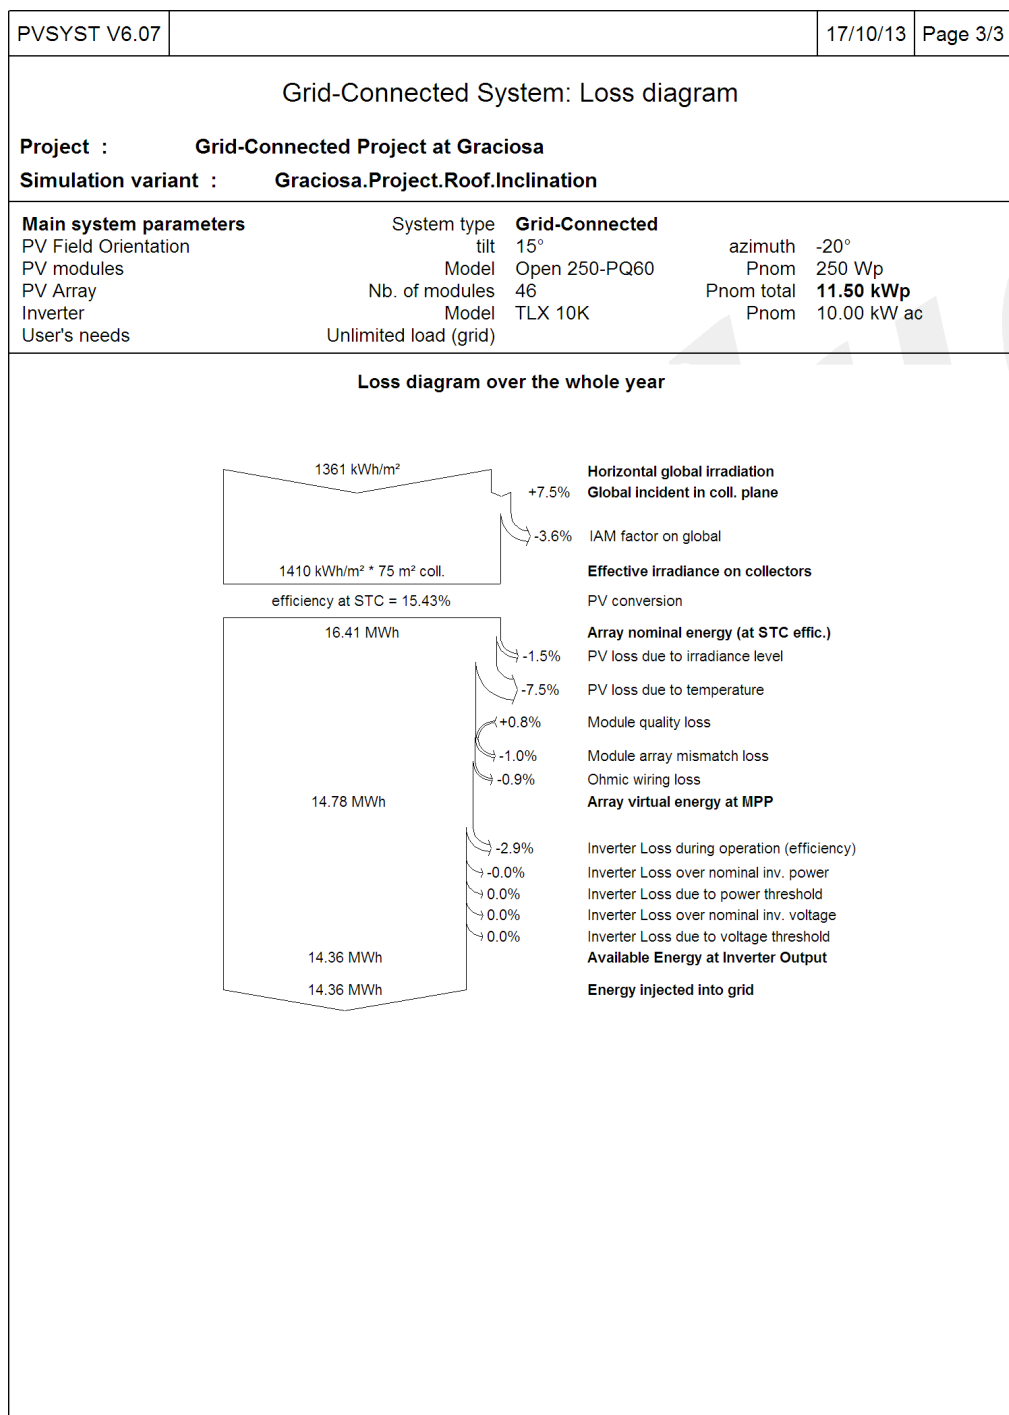 PVSYST V6.07 17/10/13 Page 3/3
Grid-Connected System: Loss diagram
Project : Grid-Connected Project at Graciosa
Simulation variant : Graciosa.Project.Roof.Inclination
Main system parameters System type Grid-Connected
PV Field Orientation tilt 15° azimuth -20°
PV modules Model Open 250-PQ60 Pnom 250 Wp
PV Array Nb. of modules 46 Pnom total 11.50 kWp
Inverter Model TLX 10K Pnom 10.00 kW ac
User's needs Unlimited load (grid)
Loss diagram over the whole year
1361 kWh/m² Horizontal global irradiation
+7.5% Global incident in coll. plane
-3.6% IAM factor on global
1410 kWh/m² * 75 m² coll. Effective irradiance on collectors
efficiency at STC = 15.43% PV conversion
16.41 MWh Array nominal energy (at STC effic.)
-1.5% PV loss due to irradiance level
-7.5% PV loss due to temperature
+0.8% Module quality loss
-1.0% Module array mismatch loss
-0.9% Ohmic wiring loss
14.78 MWh Array virtual energy at MPP
-2.9% Inverter Loss during operation (efficiency)
-0.0% Inverter Loss over nominal inv. power
0.0% Inverter Loss due to power threshold
0.0% Inverter Loss over nominal inv. voltage
0.0% Inverter Loss due to voltage threshold
14.36 MWh Available Energy at Inverter Output
14.36 MWh Energy injected into grid